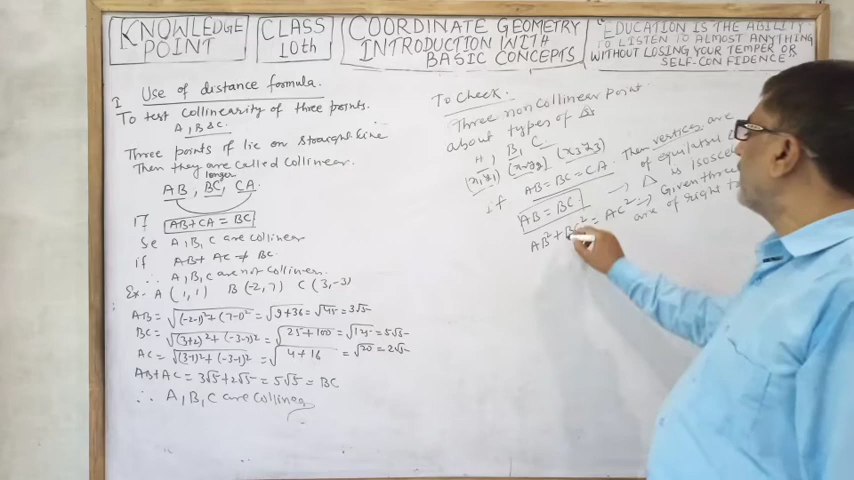 KNOWLEDGE
POINT
CLASS
10th
COORDINATE GEOMETRY
INTRODUCTION WITH
BASIC CONCEPTS
"EDUCATION IS THE ABILITY
TO LISTEN TO ALMOST ANYTHING
WITHOUT LOSING YOUR TEMPER OR
SELF-CONFIDENCE
I Use of distance formula.
To test collinearity of three points.
A, B & C.
Three points if lie on straight line
Then they are called collinear.
longer
AB, BC, CA.
If AB+CA = BC
So A, B, C are collinear
if AB+ AC ≠ BC
∴ A, B, C are not collinear.
Ex. A (1,1) B (-2,7) C (3,-3)
AB = √(-2-1)²+(7-1)² = √9+36 = √45 = 3√5
BC = √(3+2)²+(-3-7)² = √25+100 = √125 = 5√5
AC = √(3-1)²+(-3-1)² = √4+16 = √20 = 2√5
AB+AC = 3√5+2√5 = 5√5 = BC
∴ A, B, C are collinear
To Check.
Three non collinear point.
about types of Δ
A, B, C
(x1y1) (x2y2) (x3y3)
if AB = BC = CA. Then vertices are
of equilateral
AB = BC → Δ is isosceles
AB² + BC² = AC² → Given three
are of right